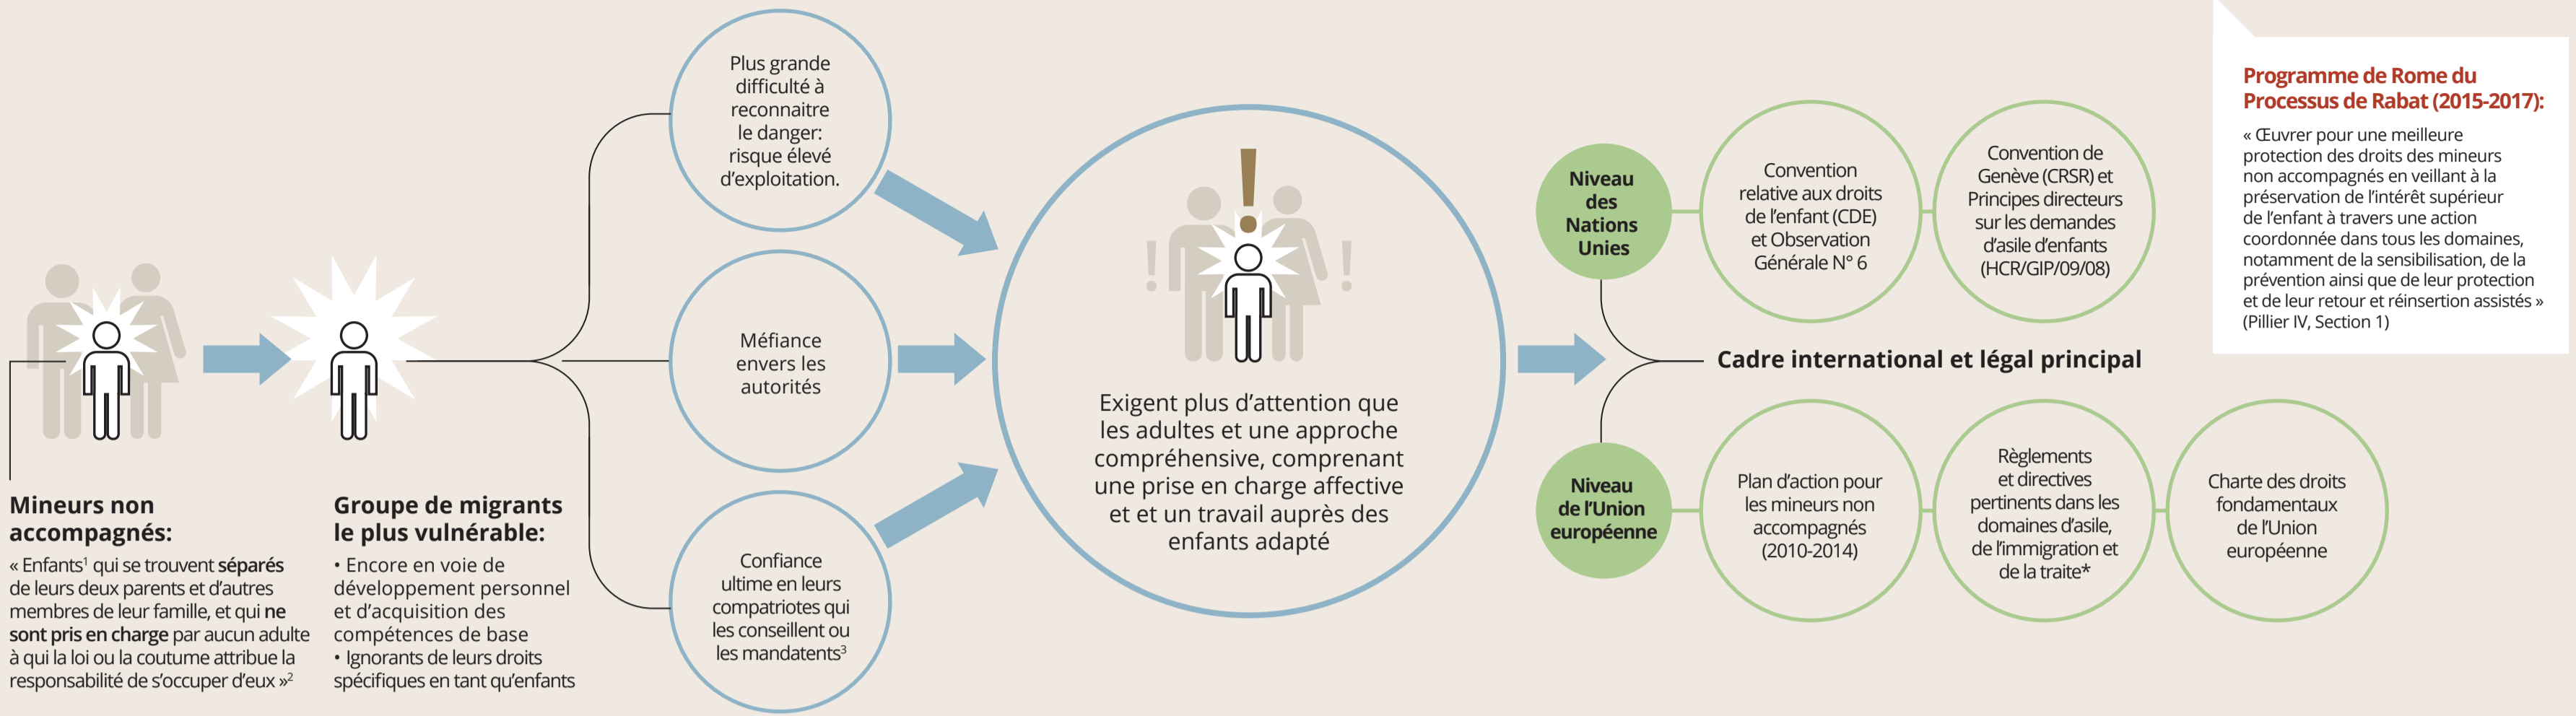 Mineurs non
accompagnés:
« Enfants¹ qui se trouvent séparés
de leurs deux parents et d’autres
membres de leur famille, et qui ne
sont pris en charge par aucun adulte
à qui la loi ou la coutume attribue la
responsabilité de s’occuper d’eux »²
Groupe de migrants
le plus vulnérable:
• Encore en voie de
développement personnel
et d’acquisition des
compétences de base
• Ignorants de leurs droits
spécifiques en tant qu’enfants
Plus grande
difficulté à
reconnaitre
le danger:
risque élevé
d’exploitation.
Méfiance
envers les
autorités
Confiance
ultime en leurs
compatriotes qui
les conseillent ou
les mandatents³
!
!
!
Exigent plus d’attention que
les adultes et une approche
compréhensive, comprenant
une prise en charge affective
et et un travail auprès des
enfants adapté
Cadre international et légal principal
Niveau
des
Nations
Unies
Convention
relative aux droits
de l’enfant (CDE)
et Observation
Générale N° 6
Convention de
Genève (CRSR) et
Principes directeurs
sur les demandes
d’asile d’enfants
(HCR/GIP/09/08)
Niveau
de l’Union
européenne
Plan d’action pour
les mineurs non
accompagnés
(2010-2014)
Règlements
et directives
pertinents dans les
domaines d’asile,
de l’immigration et
de la traite*
Charte des droits
fondamentaux
de l’Union
européenne
Programme de Rome du
Processus de Rabat (2015-2017):
« Œuvrer pour une meilleure
protection des droits des mineurs
non accompagnés en veillant à la
préservation de l’intérêt supérieur
de l’enfant à travers une action
coordonnée dans tous les domaines,
notamment de la sensibilisation, de la
prévention ainsi que de leur protection
et de leur retour et réinsertion assistés »
(Pillier IV, Section 1)